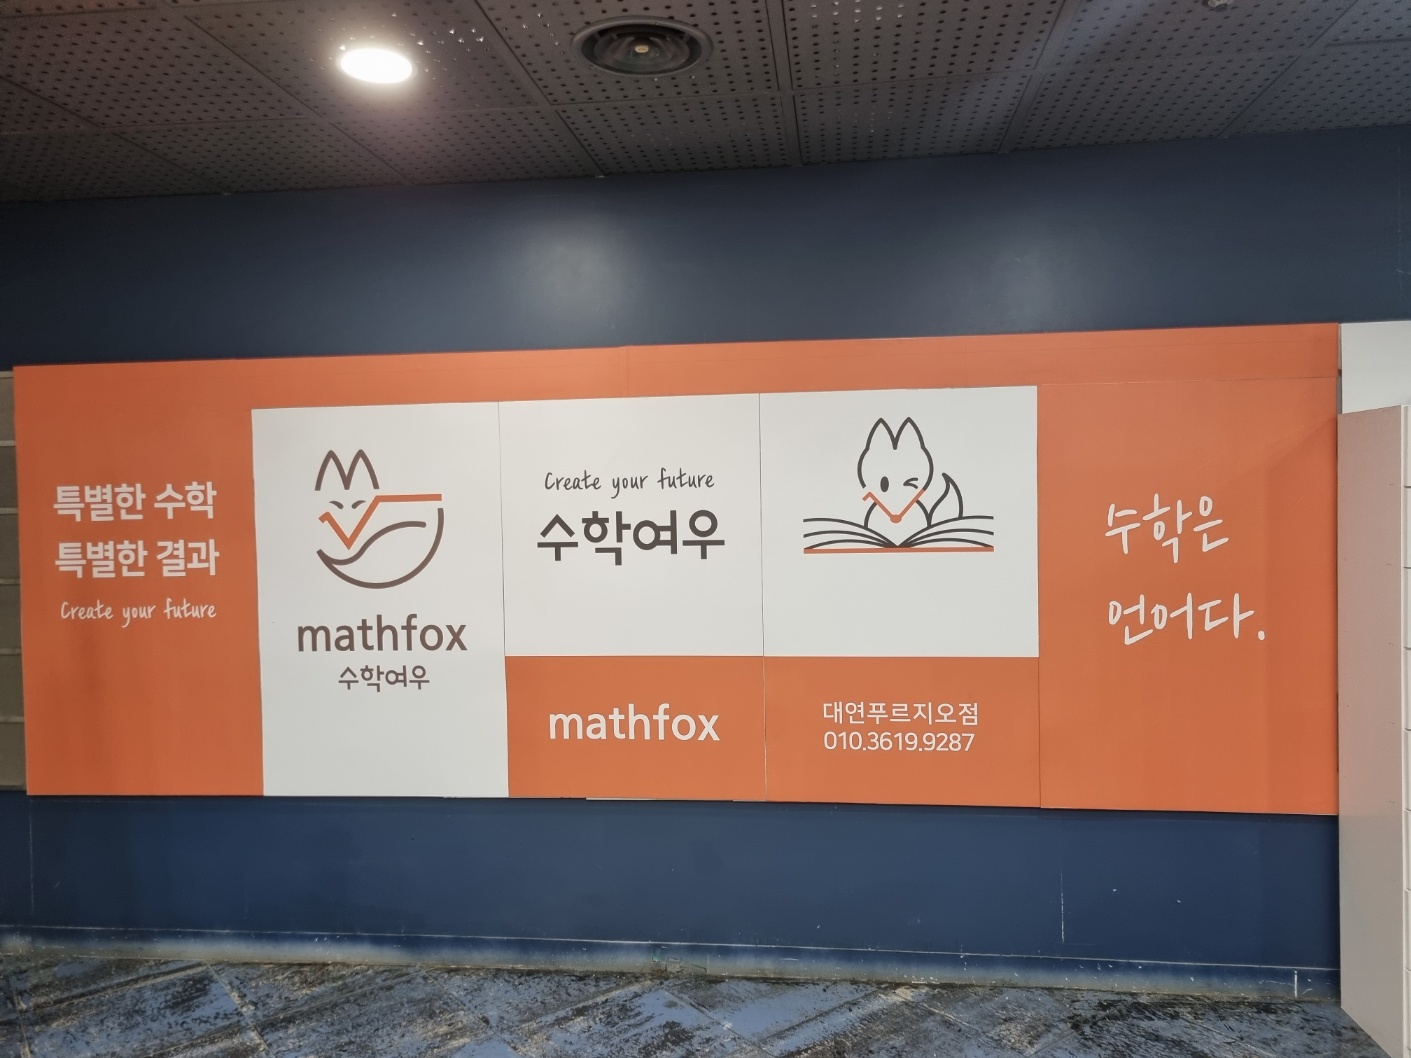 특별한 수학
특별한 결과
Create your future
mathfox
수학여우
Create your future
수학여우
mathfox
대연푸르지오점
010.3619.9287
수학은
언어다.